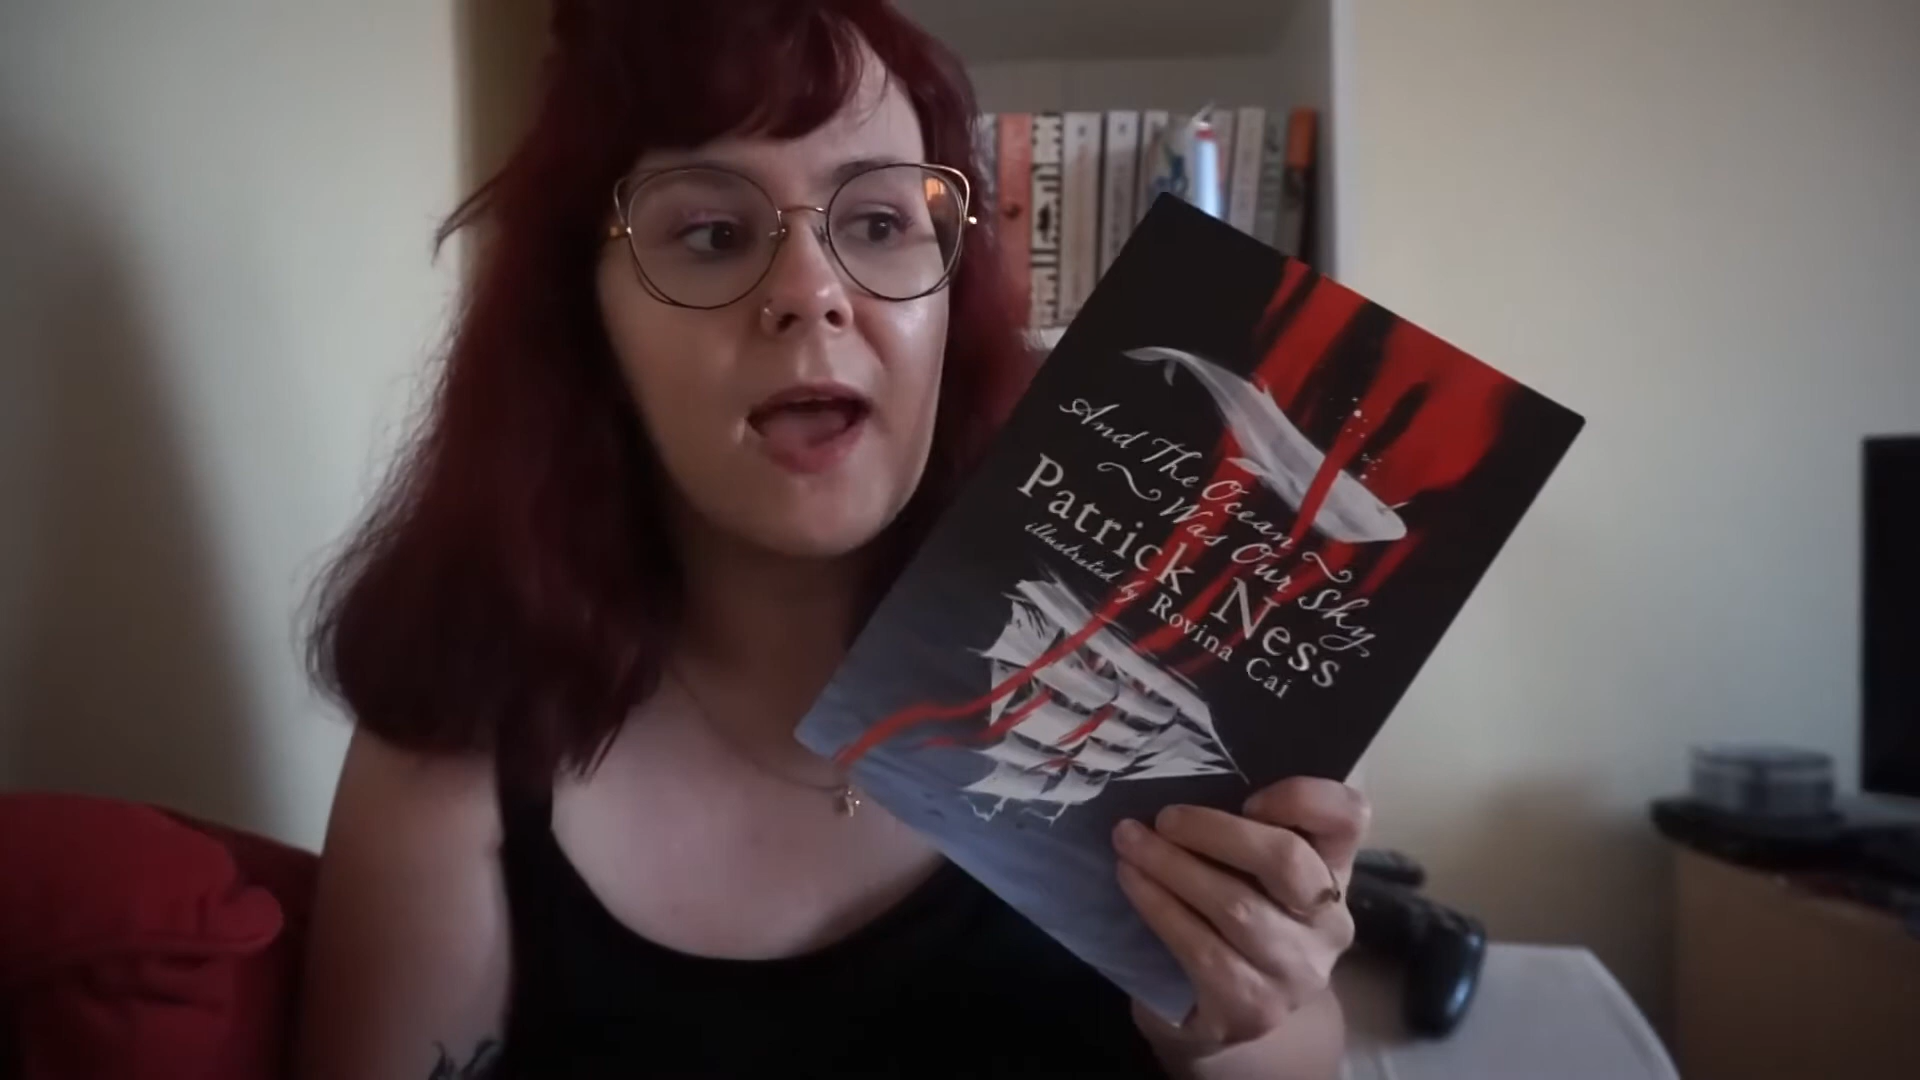 And The Ocean
Was Our Sky
Patrick Ness
illustrated by Rovina Cai